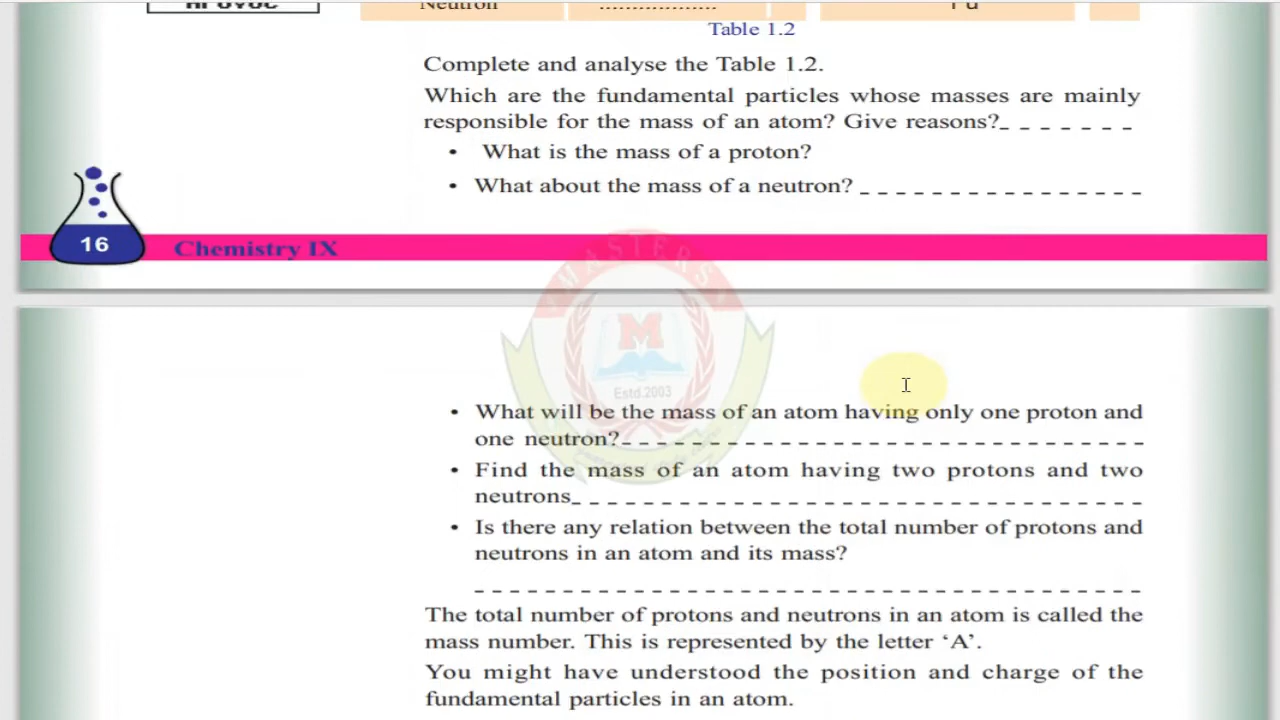 Neutron ..................
Table 1.2
Complete and analyse the Table 1.2.
Which are the fundamental particles whose masses are mainly
responsible for the mass of an atom? Give reasons?_ _ _ _ _ _ _
• What is the mass of a proton?
• What about the mass of a neutron? _ _ _ _ _ _ _ _ _ _ _ _ _ _ _ _
16 Chemistry IX
MASTERS
M
Estd.2003
• What will be the mass of an atom having only one proton and
one neutron?_ _ _ _ _ _ _ _ _ _ _ _ _ _ _ _ _ _ _ _ _ _ _ _ _ _ _ _ _
• Find the mass of an atom having two protons and two
neutrons_ _ _ _ _ _ _ _ _ _ _ _ _ _ _ _ _ _ _ _ _ _ _ _ _ _ _ _ _ _ _ _
• Is there any relation between the total number of protons and
neutrons in an atom and its mass?
_ _ _ _ _ _ _ _ _ _ _ _ _ _ _ _ _ _ _ _ _ _ _ _ _ _ _ _ _ _ _ _ _ _ _ _ _
The total number of protons and neutrons in an atom is called the
mass number. This is represented by the letter ‘A’.
You might have understood the position and charge of the
fundamental particles in an atom.